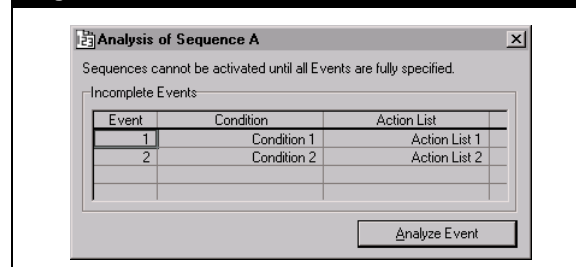 Analysis of Sequence A
Sequences cannot be activated until all Events are fully specified.
Incomplete Events
Event Condition Action List
1 Condition 1 Action List 1
2 Condition 2 Action List 2
Analyze Event